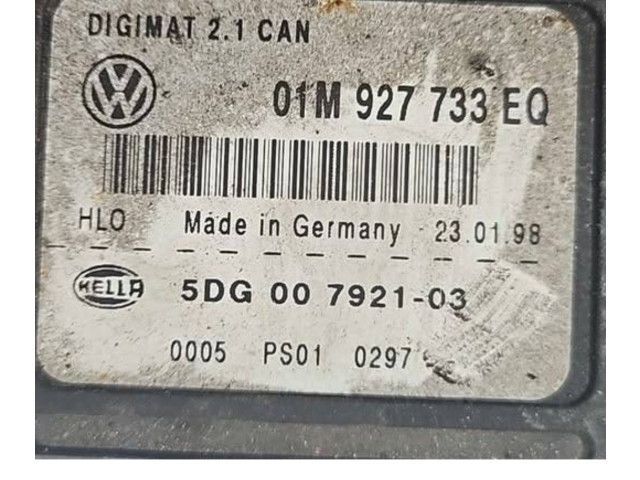 DIGIMAT 2.1 CAN
VW 01M 927 733 EQ
HLO Made in Germany 23.01.98
HELLA 5DG 00 7921-03
0005 PS01 0297